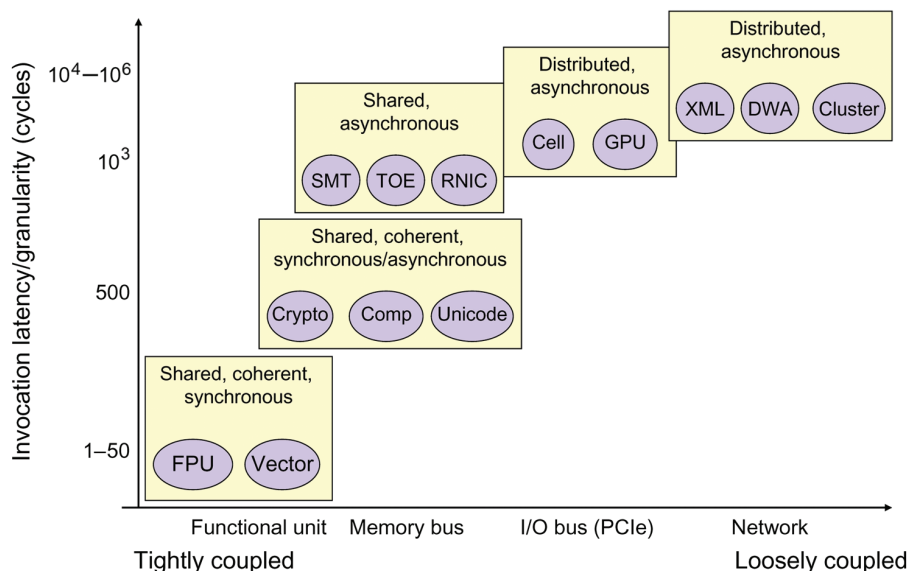 Invocation latency/granularity (cycles)
10⁴–10⁶
10³
500
1–50
Distributed,
asynchronous
XML DWA Cluster
Distributed,
asynchronous
Cell GPU
Shared,
asynchronous
SMT TOE RNIC
Shared, coherent,
synchronous/asynchronous
Crypto Comp Unicode
Shared, coherent,
synchronous
FPU Vector
Functional unit Memory bus I/O bus (PCIe) Network
Tightly coupled Loosely coupled